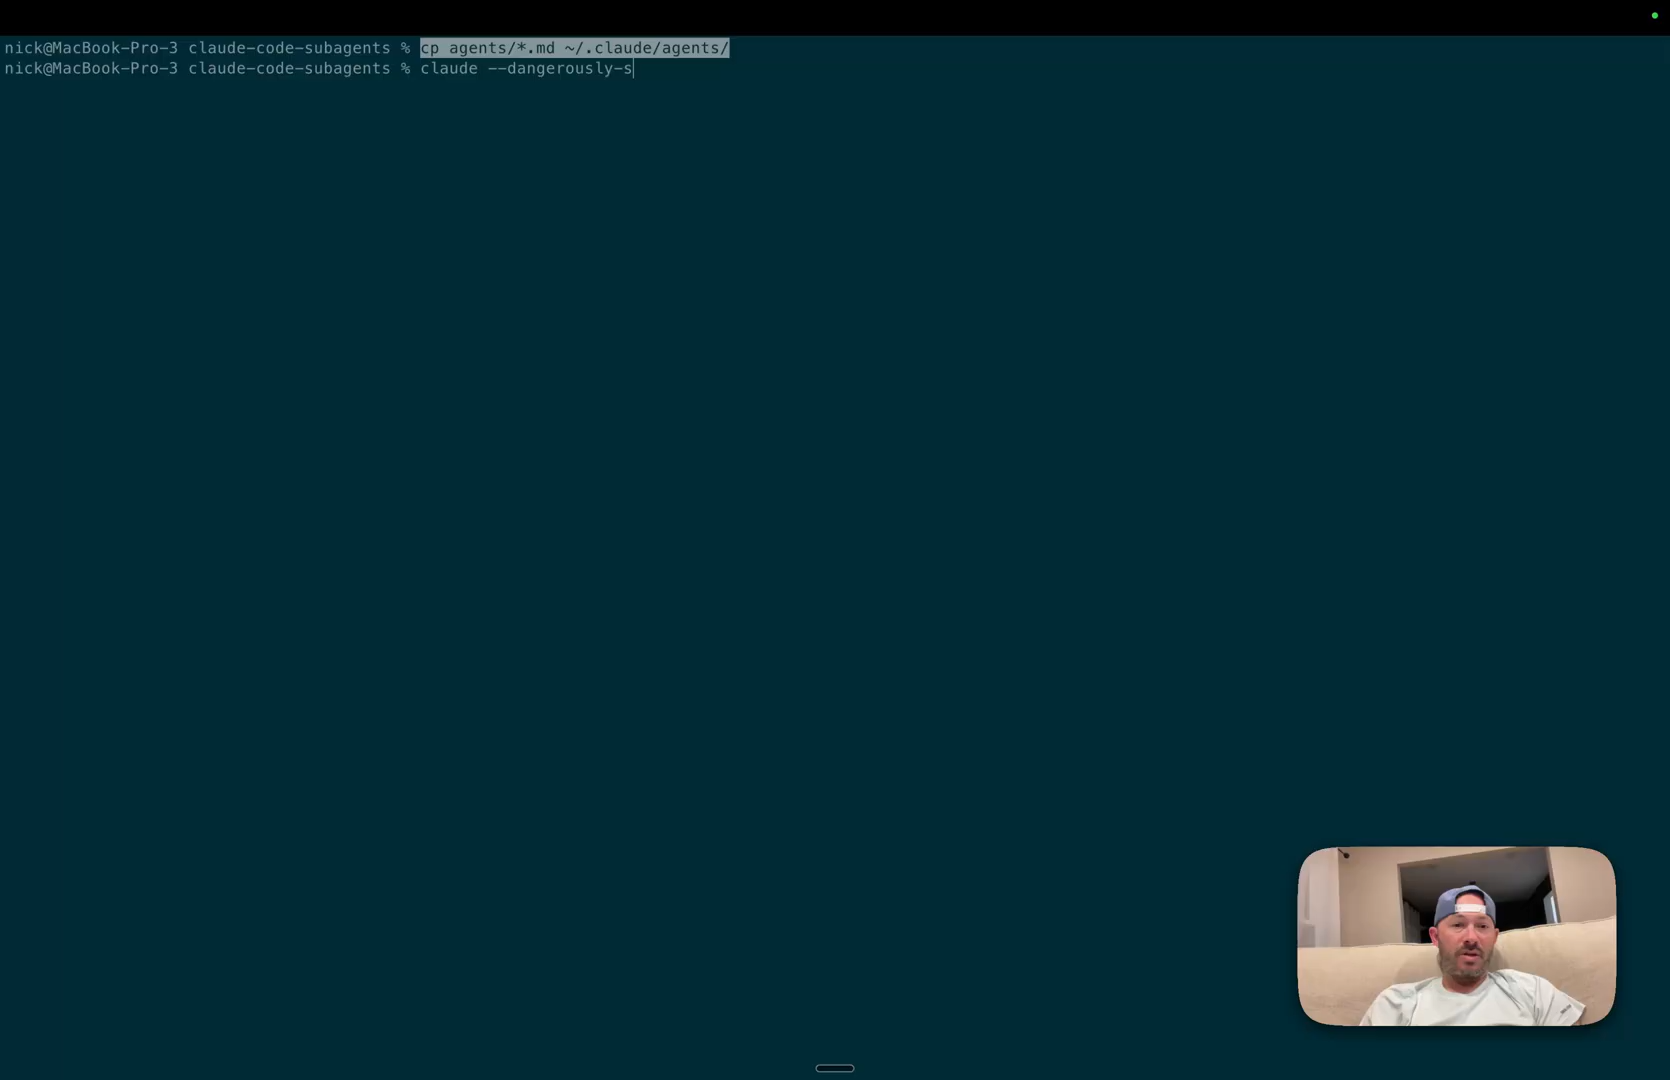 nick@MacBook-Pro-3 claude-code-subagents % cp agents/*.md ~/.claude/agents/
nick@MacBook-Pro-3 claude-code-subagents % claude --dangerously-s